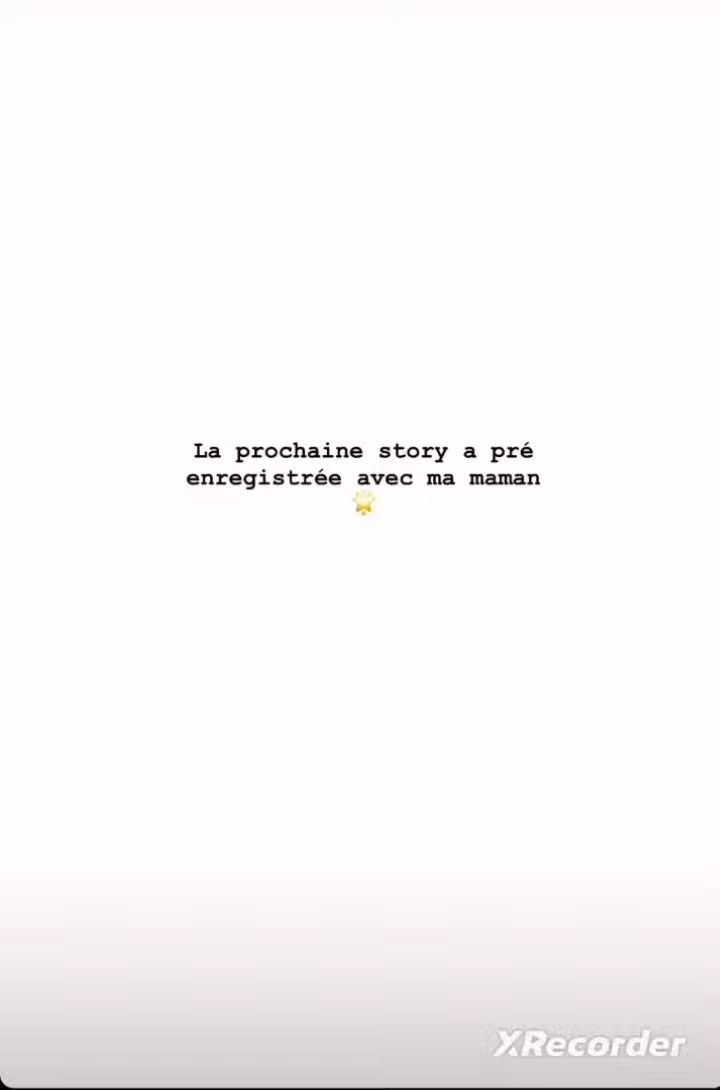 La prochaine story a pré
enregistrée avec ma maman
🌟
XRecorder